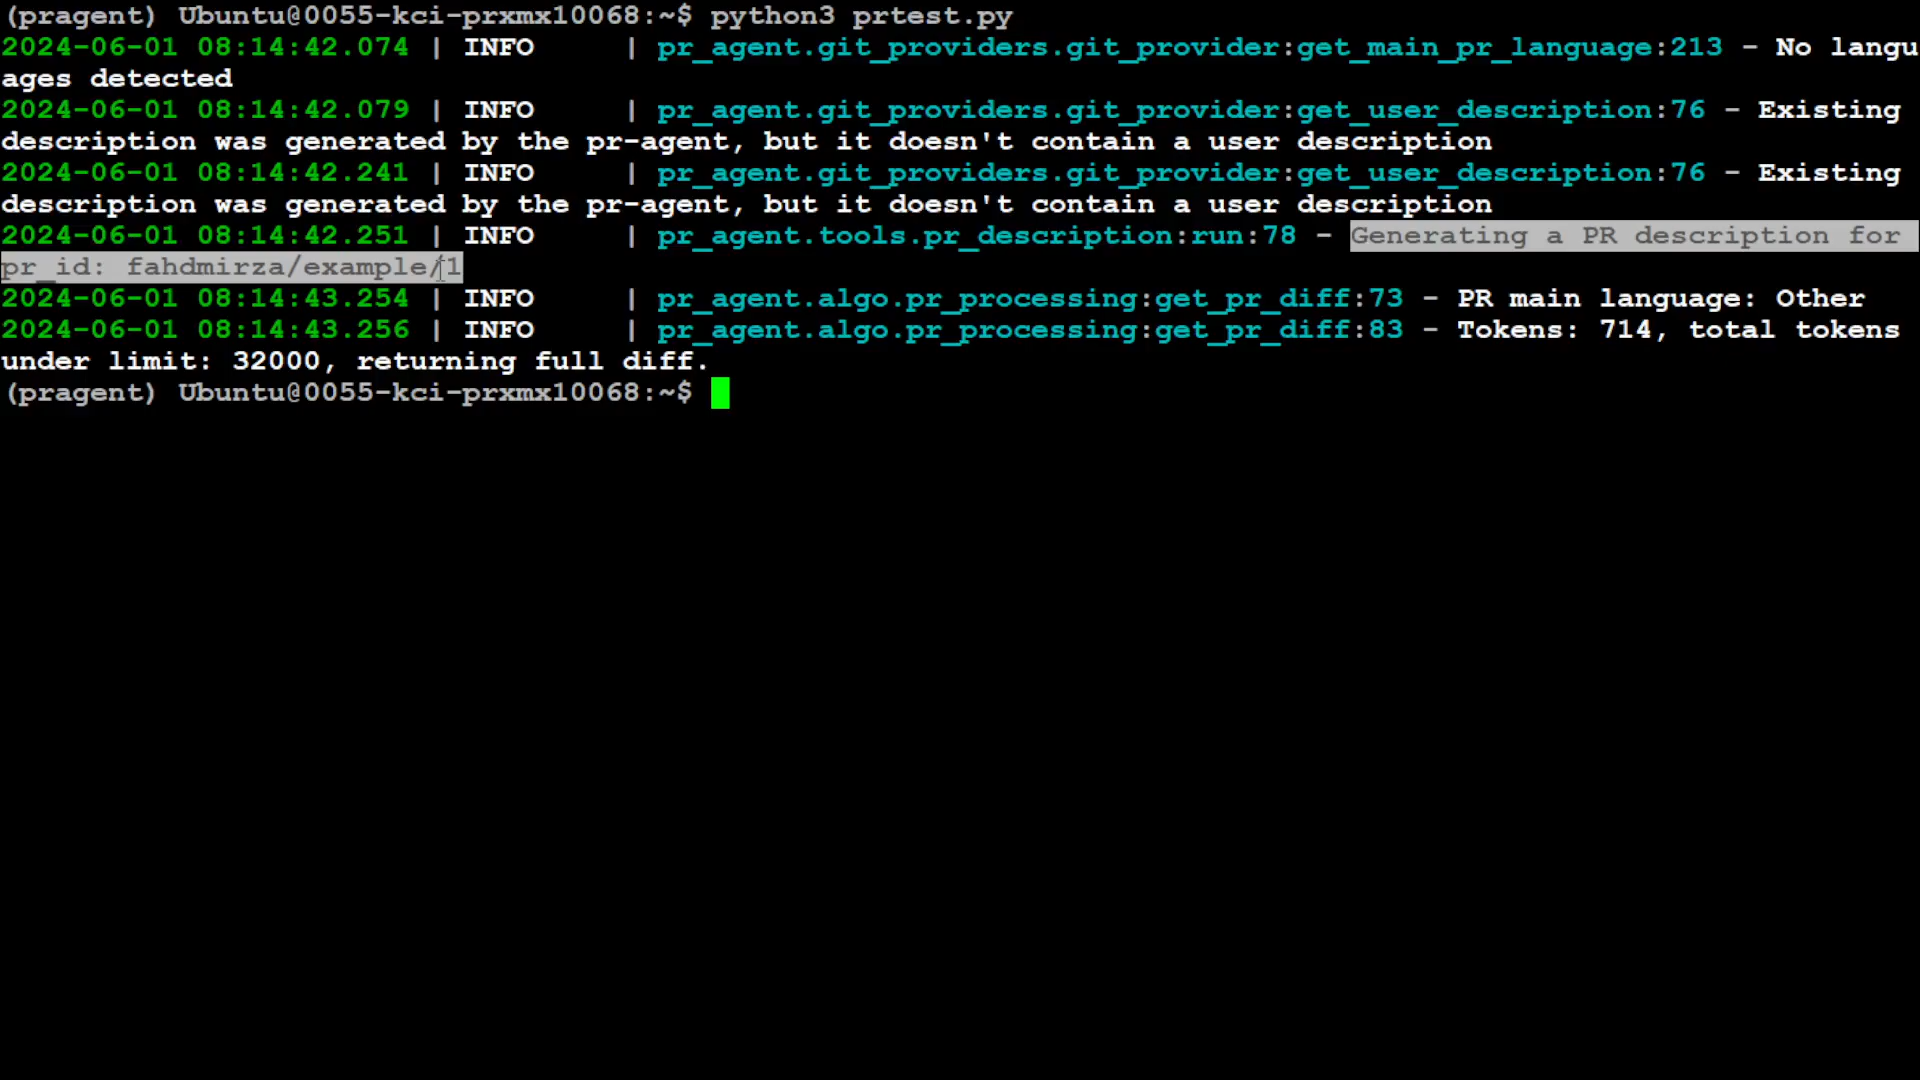 (pragent) Ubuntu@0055-kci-prxmx10068:~$ python3 prtest.py
2024-06-01 08:14:42.074 | INFO     | pr_agent.git_providers.git_provider:get_main_pr_language:213 - No langu
ages detected
2024-06-01 08:14:42.079 | INFO     | pr_agent.git_providers.git_provider:get_user_description:76 - Existing
description was generated by the pr-agent, but it doesn't contain a user description
2024-06-01 08:14:42.241 | INFO     | pr_agent.git_providers.git_provider:get_user_description:76 - Existing
description was generated by the pr-agent, but it doesn't contain a user description
2024-06-01 08:14:42.251 | INFO     | pr_agent.tools.pr_description:run:78 - Generating a PR description for
pr_id: fahdmirza/example/1
2024-06-01 08:14:43.254 | INFO     | pr_agent.algo.pr_processing:get_pr_diff:73 - PR main language: Other
2024-06-01 08:14:43.256 | INFO     | pr_agent.algo.pr_processing:get_pr_diff:83 - Tokens: 714, total tokens
under limit: 32000, returning full diff.
(pragent) Ubuntu@0055-kci-prxmx10068:~$